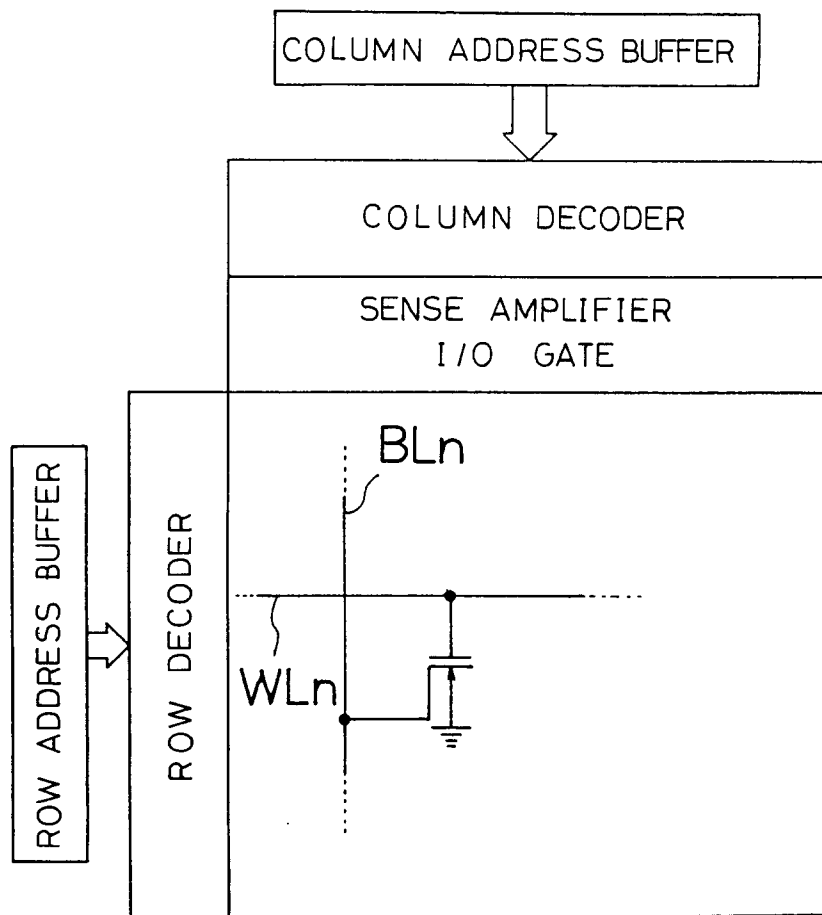 COLUMN ADDRESS BUFFER
COLUMN DECODER
SENSE AMPLIFIER
I/O GATE
ROW ADDRESS BUFFER
ROW DECODER
BLn
WLn